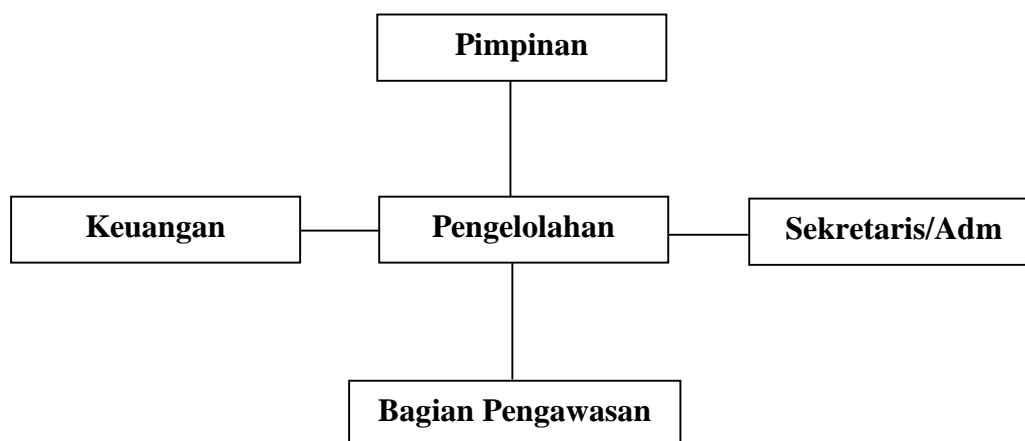 Pimpinan
Keuangan
Pengelolahan
Sekretaris/Adm
Bagian Pengawasan